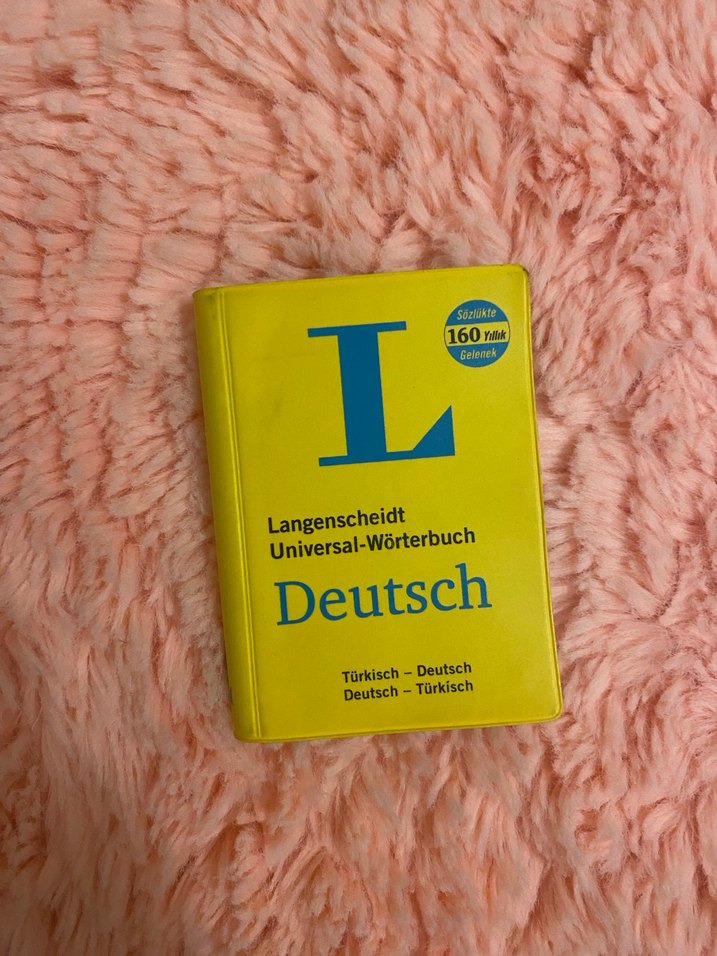 L
Sözlükte
160 Yıllık
Gelenek
Langenscheidt
Universal-Wörterbuch
Deutsch
Türkisch – Deutsch
Deutsch – Türkisch